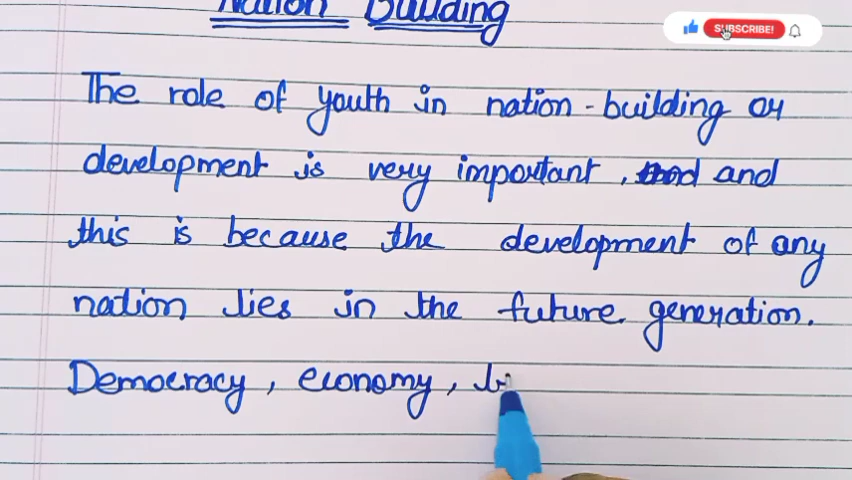 Nation Building
SUBSCRIBE!
The role of youth in nation-building or
development is very important, and
this is because the development of any
nation lies in the future generation.
Democracy, economy,